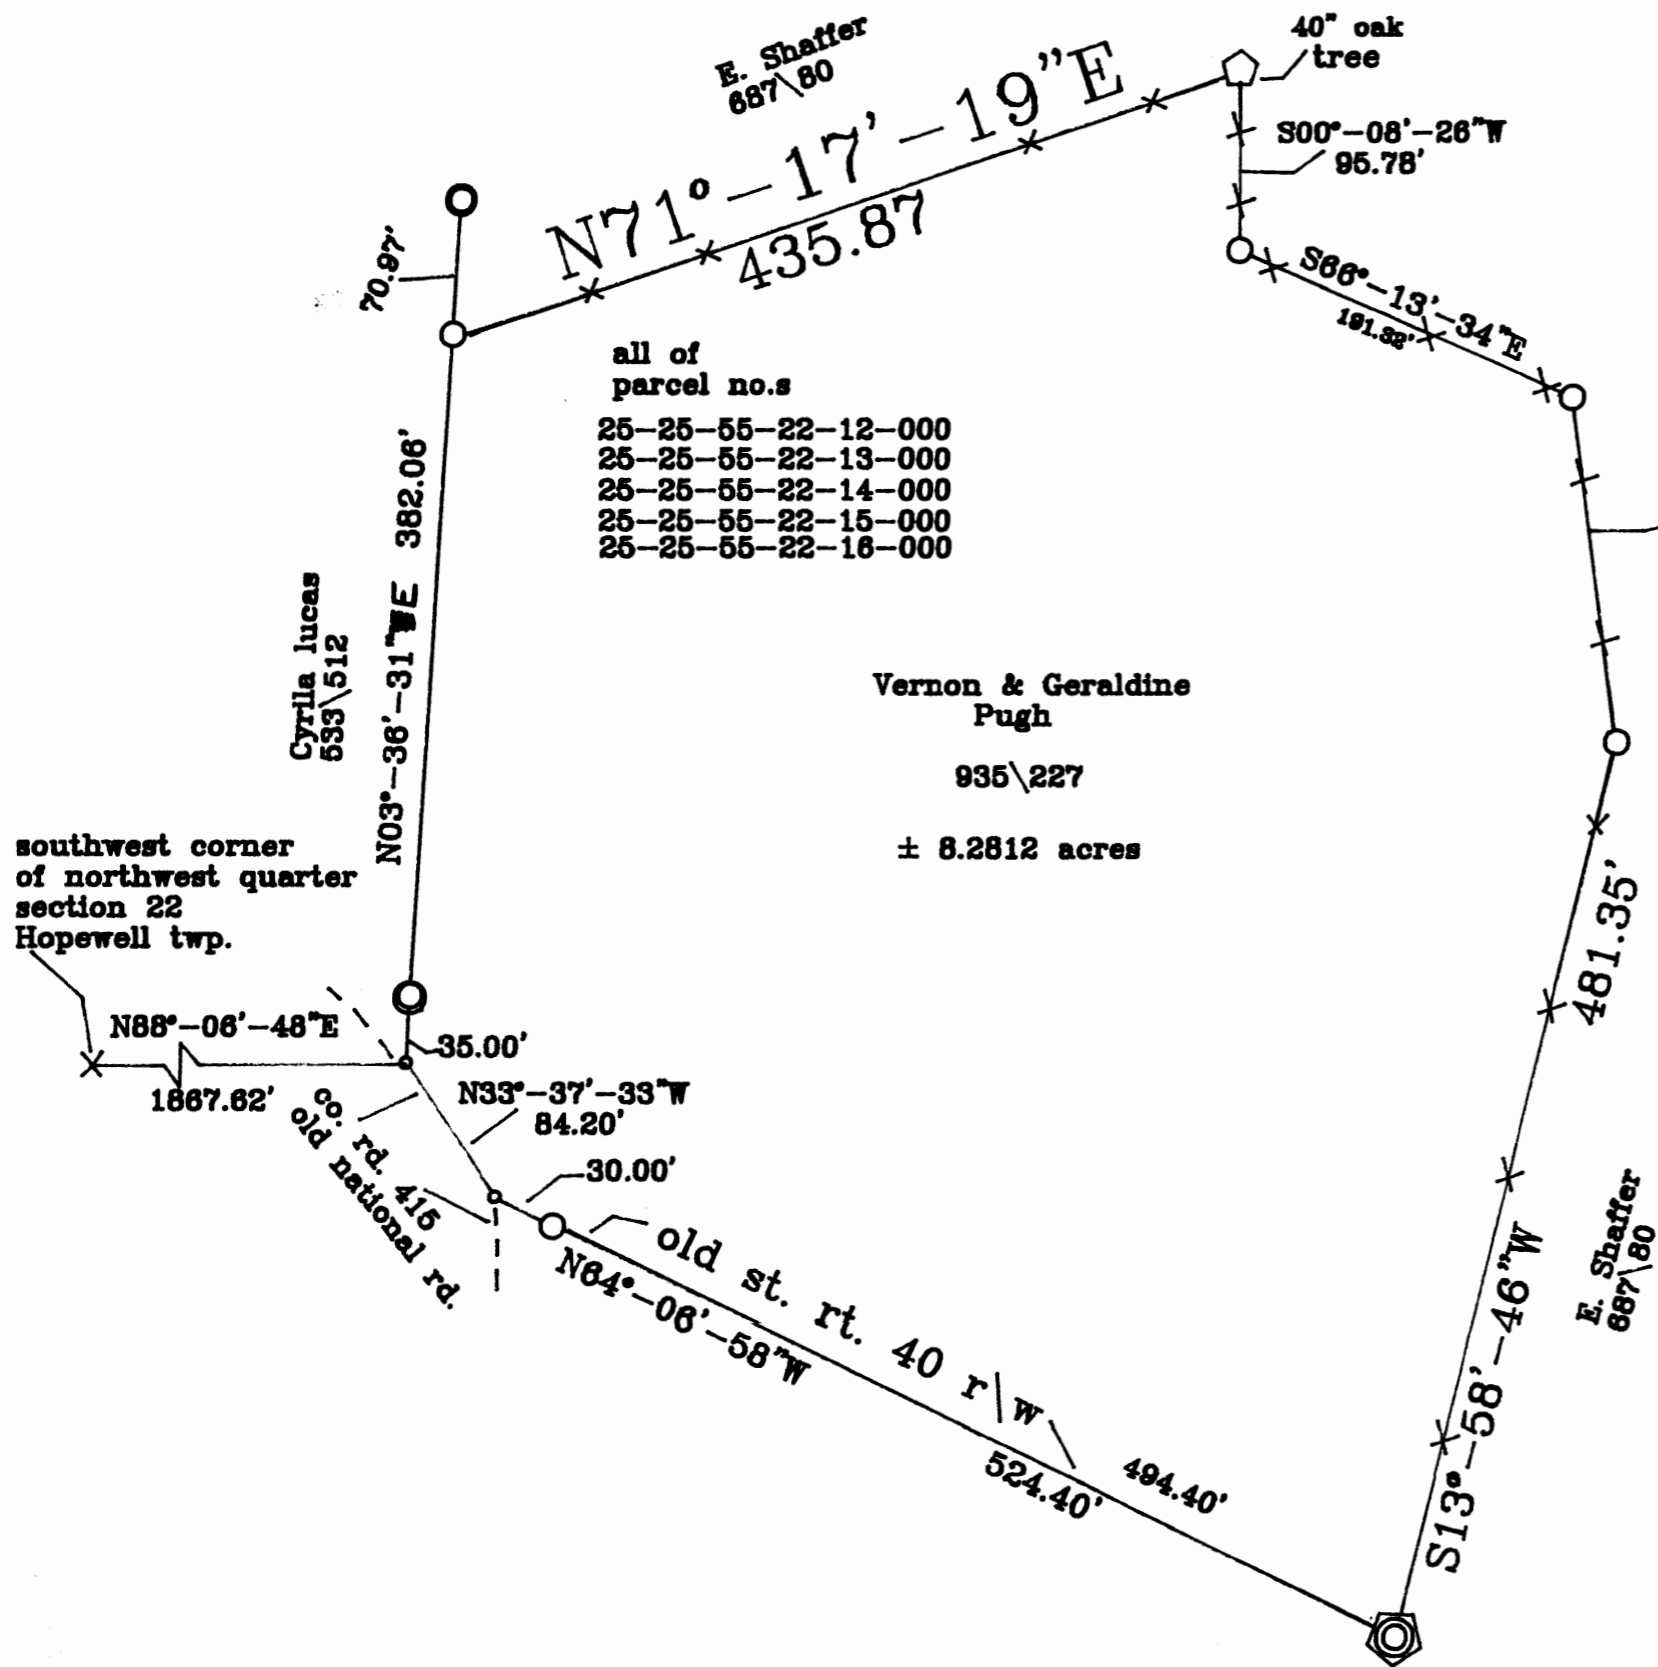 E. Shaffer
687\80
40" oak
tree
N71°-17'-19"E
435.87
S00°-08'-26"W
95.78'
70.97'
S66°-13'-34"E
191.32'
all of
parcel no.s
25-25-55-22-12-000
25-25-55-22-13-000
25-25-55-22-14-000
25-25-55-22-15-000
25-25-55-22-16-000
N03°-36'-31"E 382.06'
Cyrila lucas
533\512
Vernon & Geraldine
Pugh
935\227
± 8.2812 acres
southwest corner
of northwest quarter
section 22
Hopewell twp.
N88°-06'-48"E
1867.62'
35.00'
N33°-37'-33"W
84.20'
co. rd. 415
old national rd.
30.00'
old st. rt. 40 r\w
N64°-06'-58"W
524.40'
494.40'
481.35'
S13°-58'-46"W
E. Shaffer
687\80